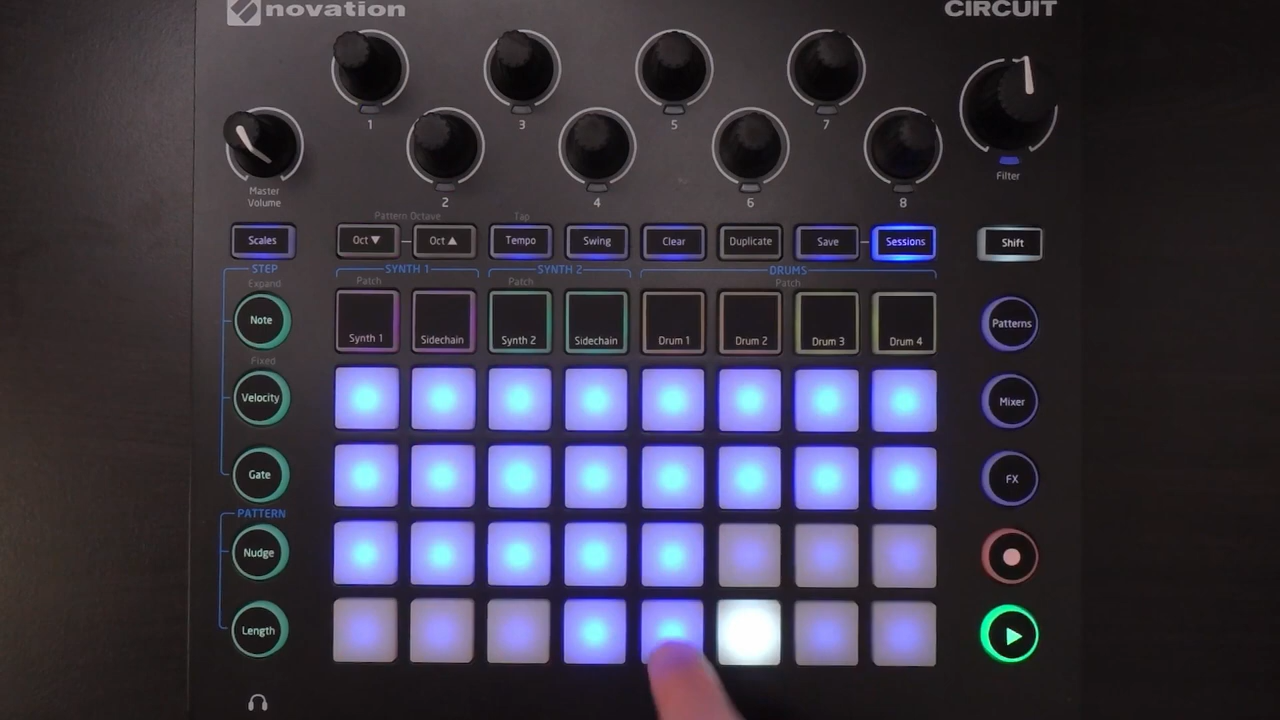 novation
CIRCUIT
1
3
5
7
Master
Volume
2
4
6
8
Filter
Pattern Octave
Tap
Scales
Oct ▼
Oct ▲
Tempo
Swing
Clear
Duplicate
Save
Sessions
Shift
STEP
SYNTH 1
SYNTH 2
DRUMS
Expand
Patch
Patch
Patch
Note
Synth 1
Sidechain
Synth 2
Sidechain
Drum 1
Drum 2
Drum 3
Drum 4
Patterns
Fixed
Velocity
Mixer
Gate
FX
PATTERN
Nudge
Length